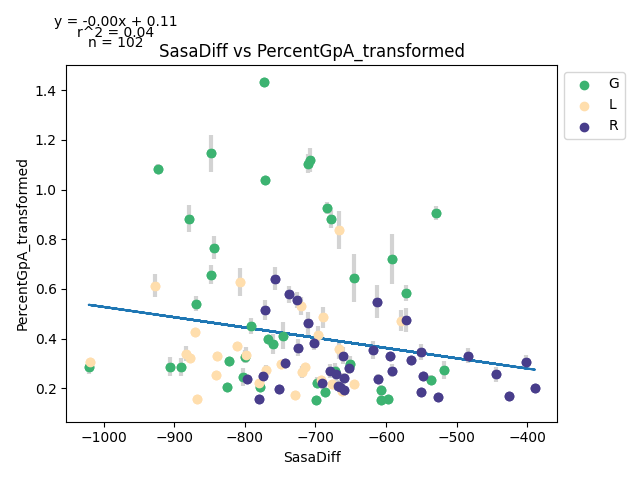 y = -0.00x + 0.11
r^2 = 0.04
n = 102
SasaDiff vs PercentGpA_transformed
G
L
R
PercentGpA_transformed
1.4
1.2
1.0
0.8
0.6
0.4
0.2
−1000 −900 −800 −700 −600 −500 −400
SasaDiff